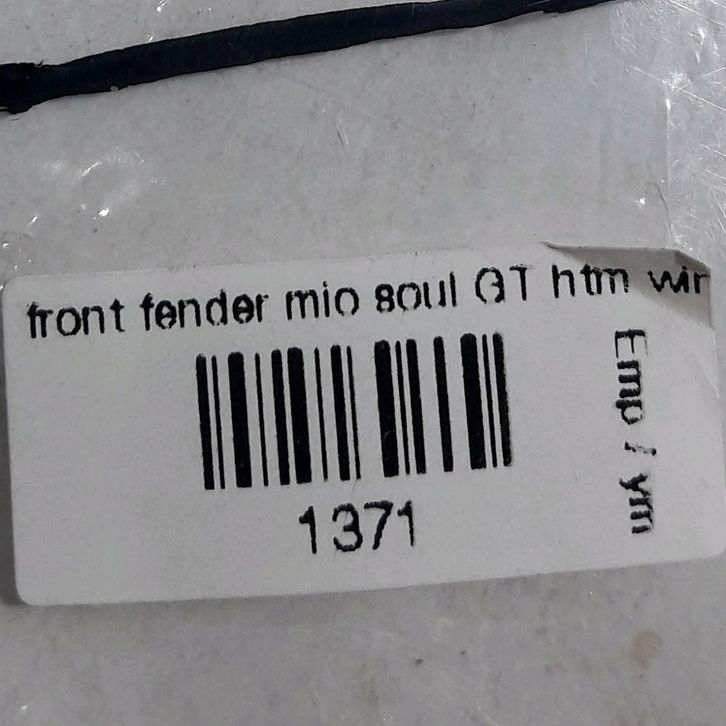 front fender mio soul GT htm wir
1371
Emp / ym